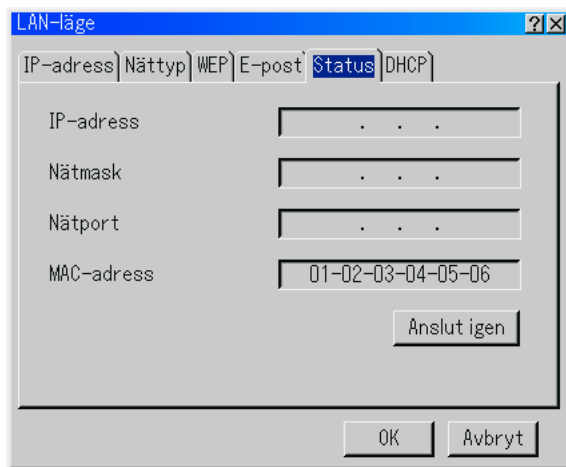 LAN-läge
IP-adress Nättyp WEP E-post Status DHCP
IP-adress . . .
Nätmask . . .
Nätport . . .
MAC-adress 01-02-03-04-05-06
Anslut igen
OK Avbryt